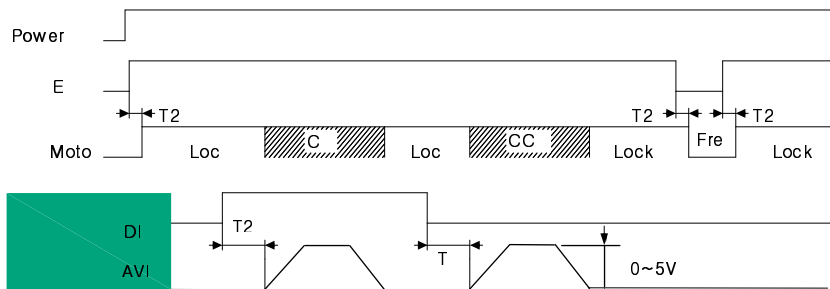 Power
E
T2 T2 T2
Moto Loc C Loc CC Lock Fre Lock
DI T2
AVI T 0~5V